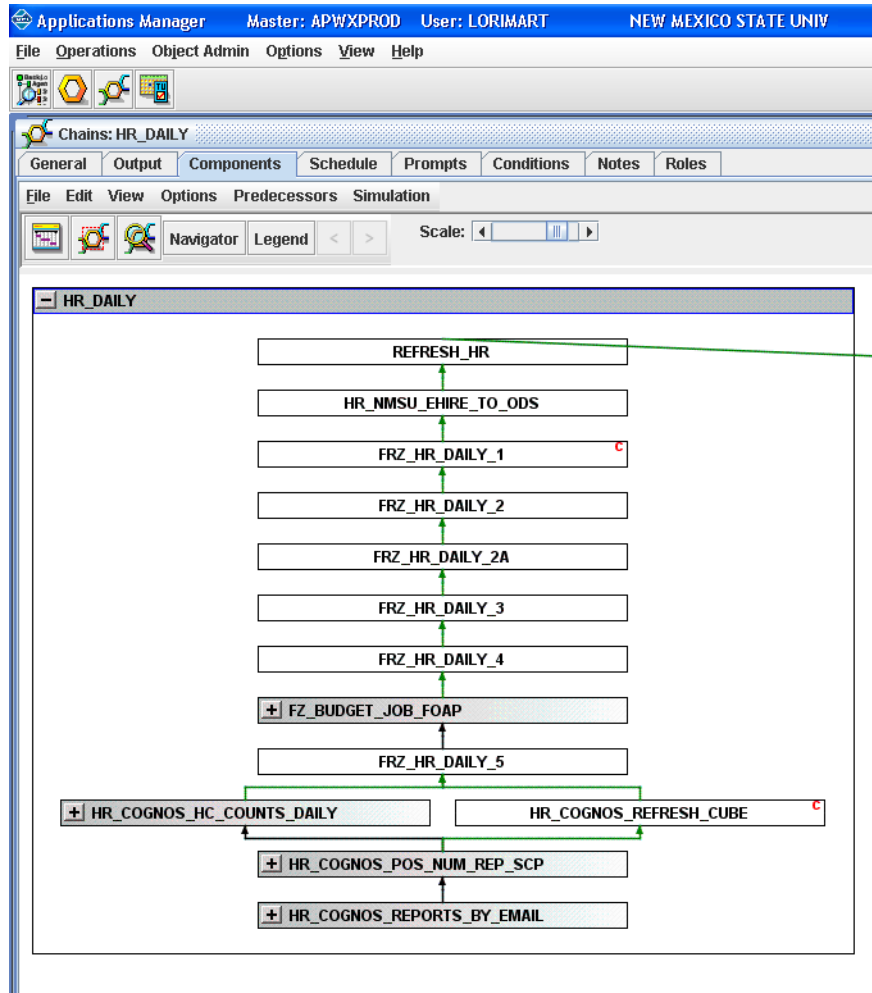 Applications Manager Master: APWXPROD User: LORIMART NEW MEXICO STATE UNIV
File Operations Object Admin Options View Help
Chains: HR_DAILY
General Output Components Schedule Prompts Conditions Notes Roles
File Edit View Options Predecessors Simulation
Navigator Legend < > Scale:
HR_DAILY
REFRESH_HR
HR_NMSU_EHIRE_TO_ODS
FRZ_HR_DAILY_1 C
FRZ_HR_DAILY_2
FRZ_HR_DAILY_2A
FRZ_HR_DAILY_3
FRZ_HR_DAILY_4
+ FZ_BUDGET_JOB_FOAP
FRZ_HR_DAILY_5
+ HR_COGNOS_HC_COUNTS_DAILY HR_COGNOS_REFRESH_CUBE C
+ HR_COGNOS_POS_NUM_REP_SCP
+ HR_COGNOS_REPORTS_BY_EMAIL